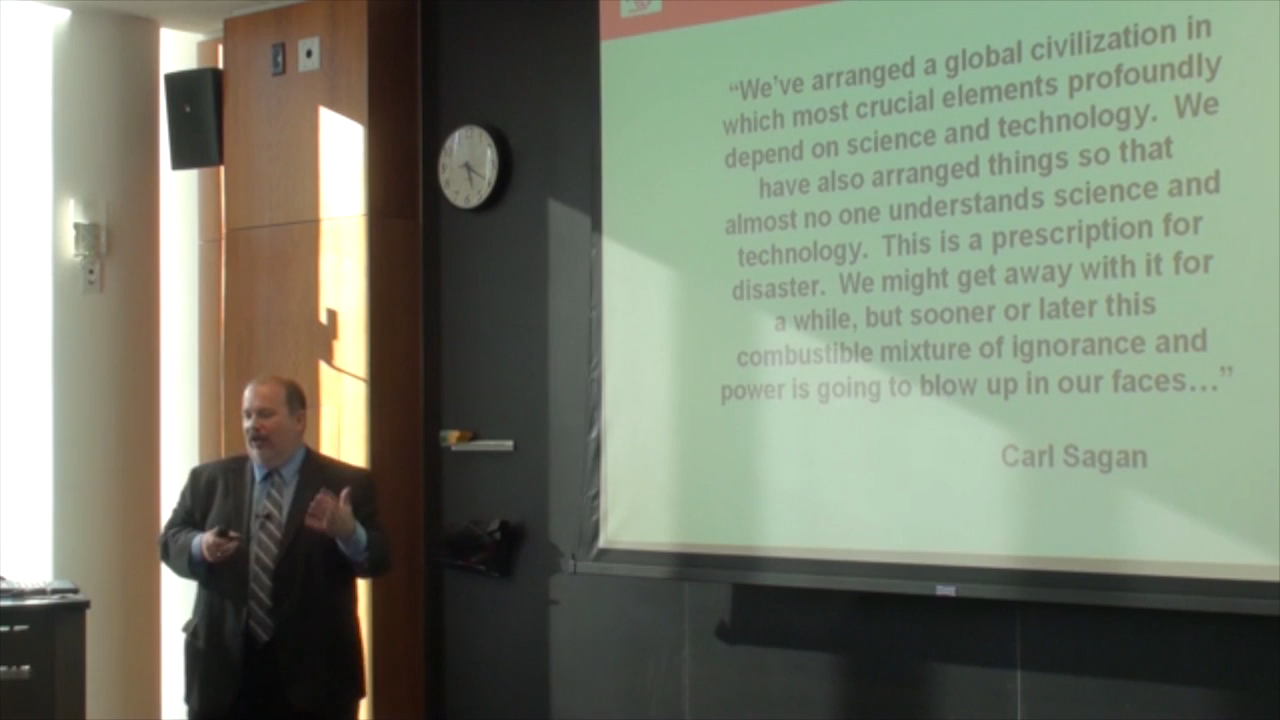 “We’ve arranged a global civilization in
which most crucial elements profoundly
depend on science and technology. We
have also arranged things so that
almost no one understands science and
technology. This is a prescription for
disaster. We might get away with it for
a while, but sooner or later this
combustible mixture of ignorance and
power is going to blow up in our faces…”
Carl Sagan